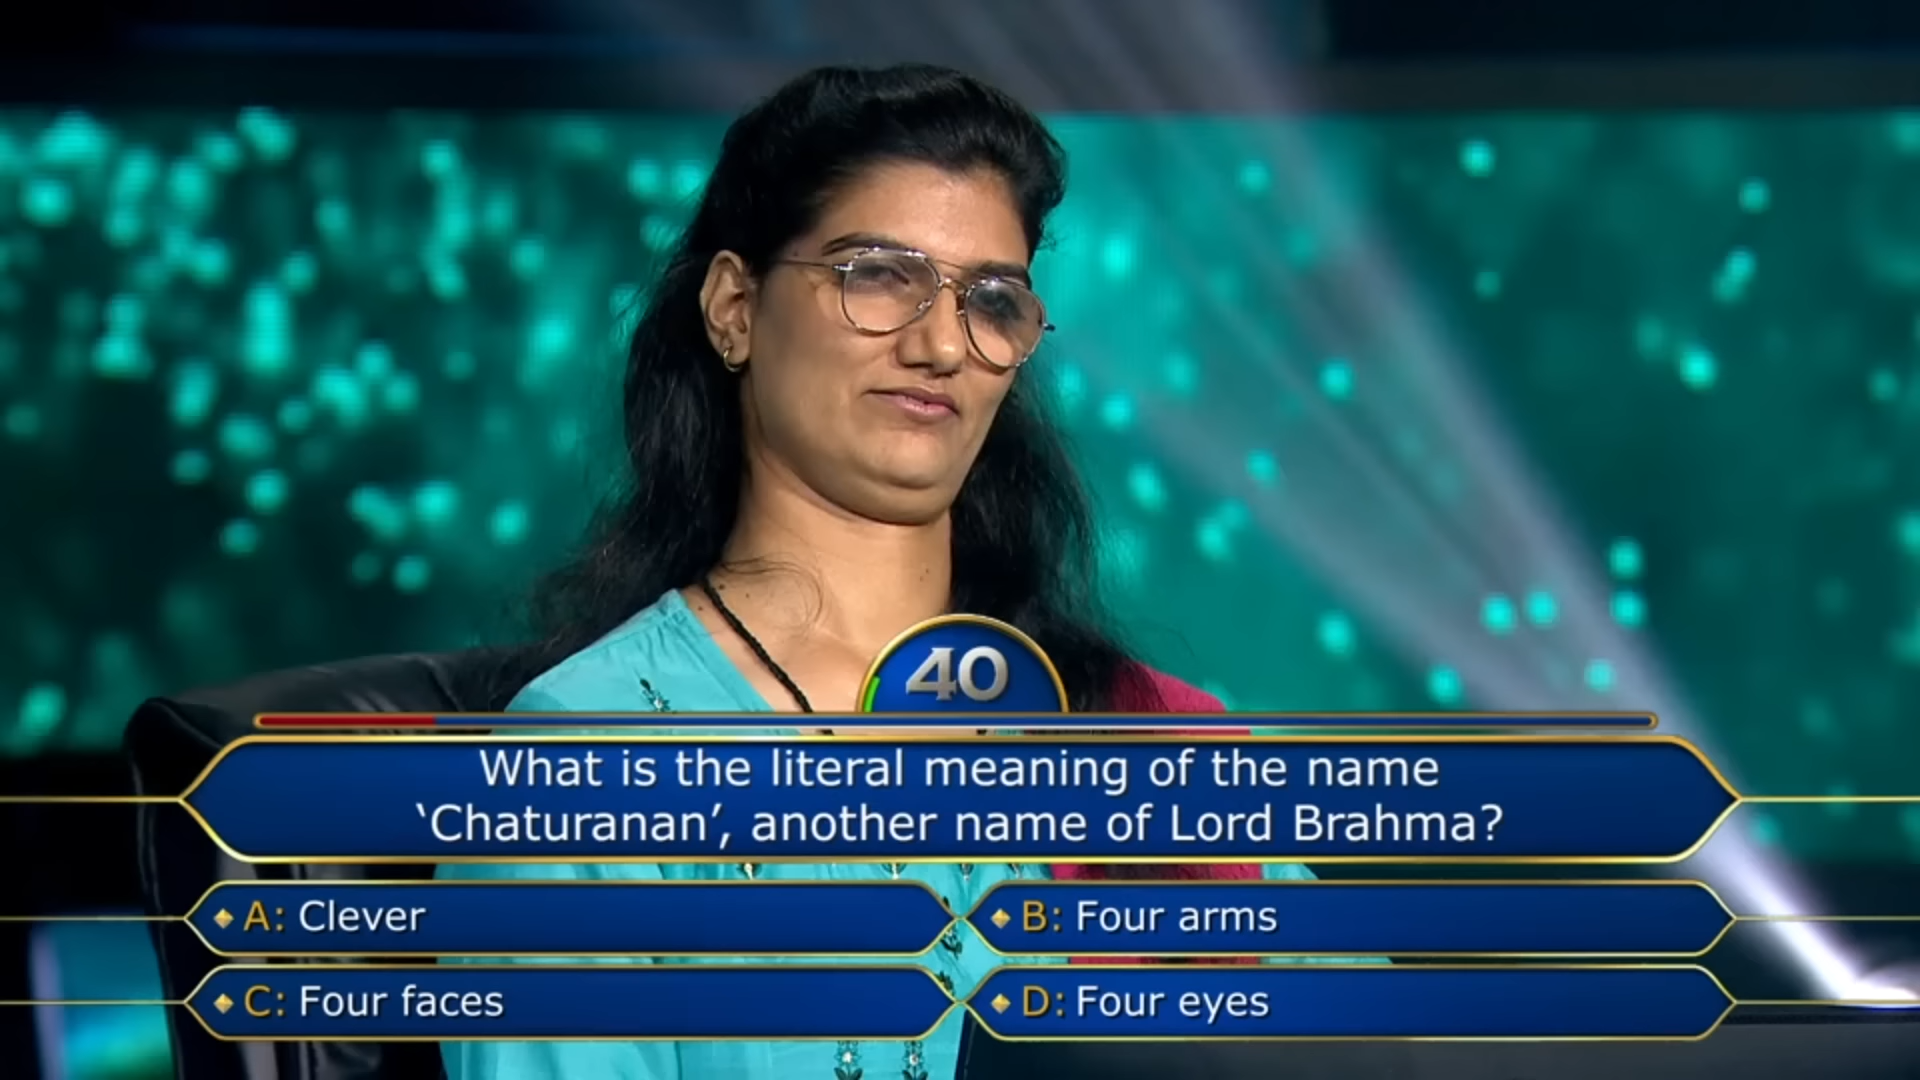 40
What is the literal meaning of the name
‘Chaturanan’, another name of Lord Brahma?
A: Clever
B: Four arms
C: Four faces
D: Four eyes